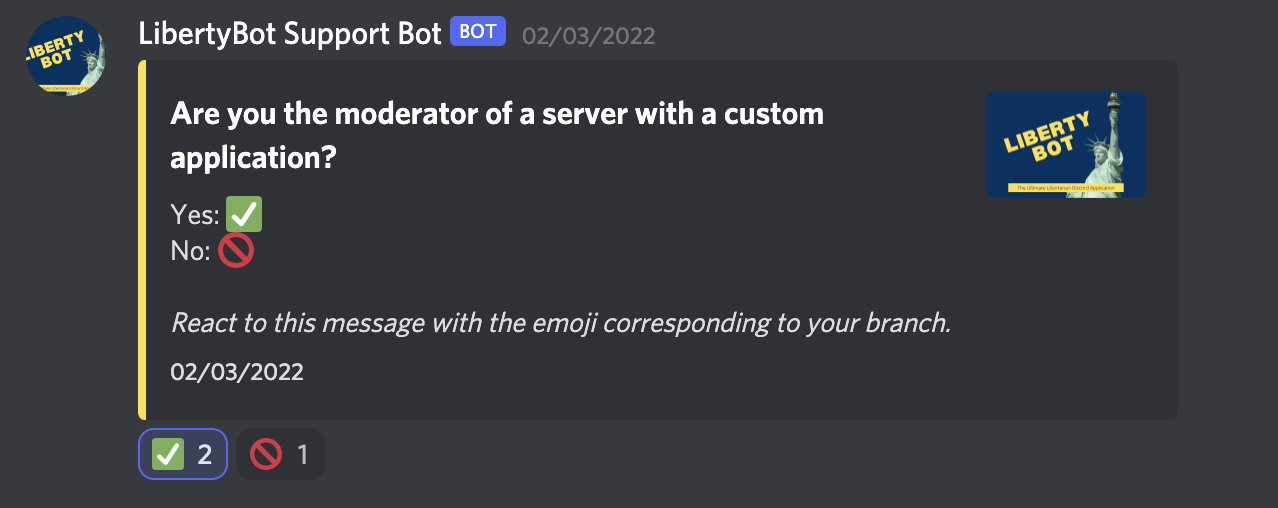 LIBERTY
BOT
LibertyBot Support Bot BOT 02/03/2022
Are you the moderator of a server with a custom
application?
LIBERTY
BOT
The Ultimate Libertarian Discord Application
Yes: ✅
No: 🚫
React to this message with the emoji corresponding to your branch.
02/03/2022
✅ 2 🚫 1